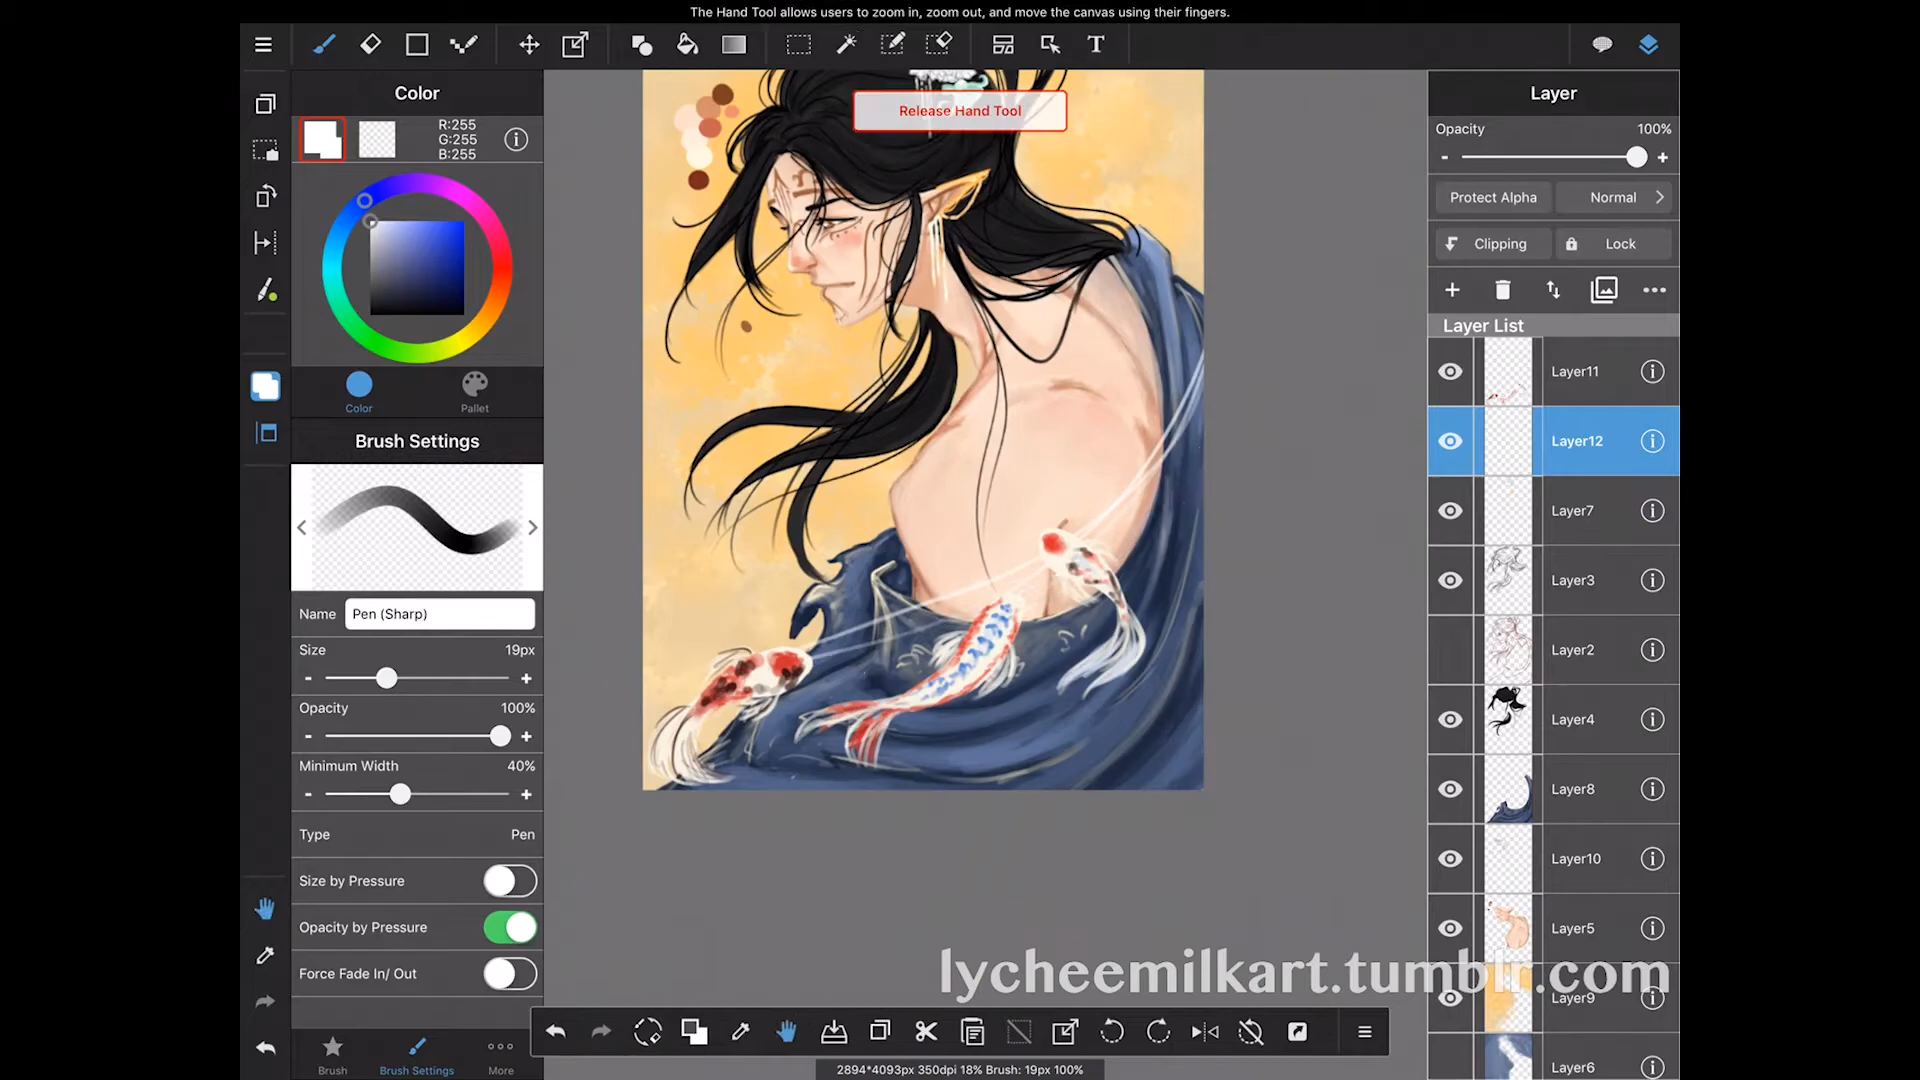 The Hand Tool allows users to zoom in, zoom out, and move the canvas using their fingers.
T
Color
R:255
G:255
B:255
Color
Pallet
Brush Settings
Name
Pen (Sharp)
Size
19px
-
+
Opacity
100%
-
+
Minimum Width
40%
-
+
Type
Pen
Size by Pressure
Opacity by Pressure
Force Fade In/ Out
Brush
Brush Settings
More
Release Hand Tool
Layer
Opacity
100%
-
+
Protect Alpha
Normal
Clipping
Lock
Layer List
Layer11
Layer12
Layer7
Layer3
Layer2
Layer4
Layer8
Layer10
Layer5
Layer9
Layer6
lycheemilkart.tumblr.com
2894*4093px 350dpi 18% Brush: 19px 100%